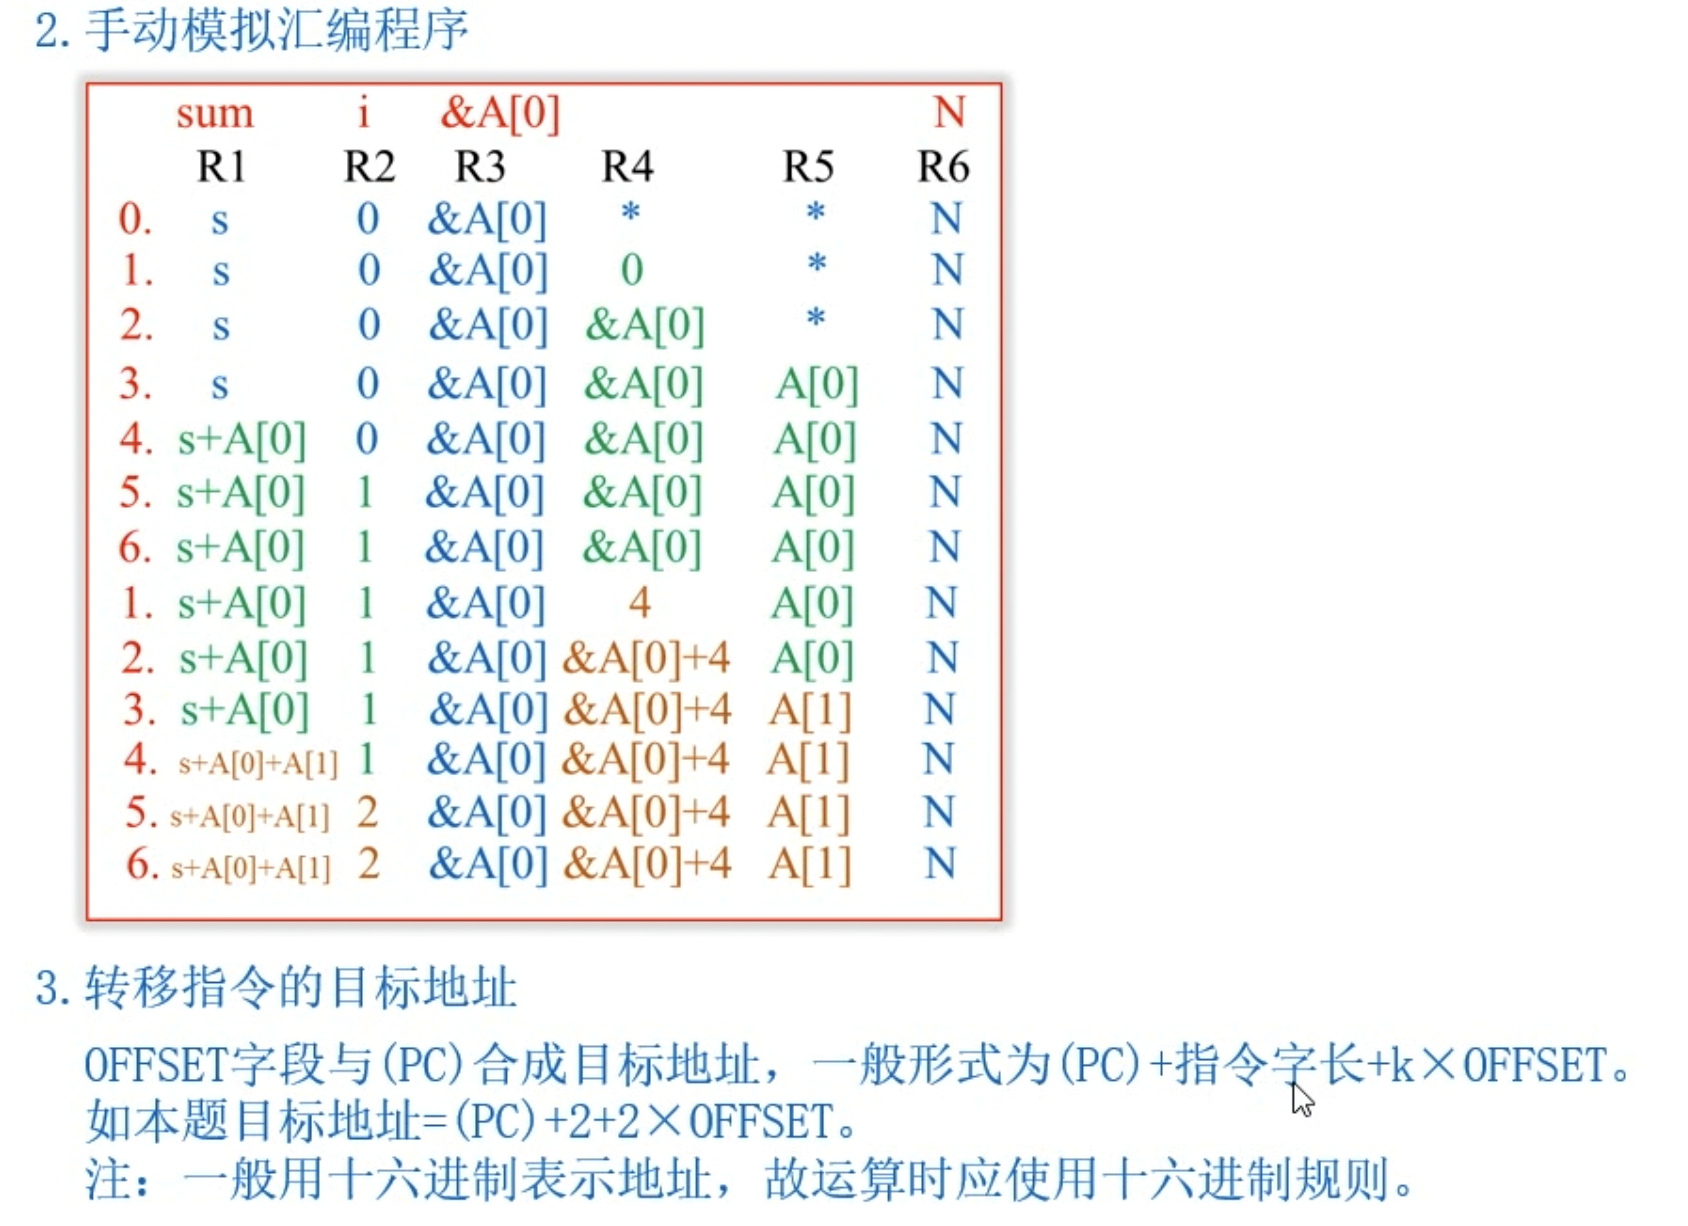 2. 手动模拟汇编程序
sum i &A[0] N
R1 R2 R3 R4 R5 R6
0. s 0 &A[0] * * N
1. s 0 &A[0] 0 * N
2. s 0 &A[0] &A[0] * N
3. s 0 &A[0] &A[0] A[0] N
4. s+A[0] 0 &A[0] &A[0] A[0] N
5. s+A[0] 1 &A[0] &A[0] A[0] N
6. s+A[0] 1 &A[0] &A[0] A[0] N
1. s+A[0] 1 &A[0] 4 A[0] N
2. s+A[0] 1 &A[0] &A[0]+4 A[0] N
3. s+A[0] 1 &A[0] &A[0]+4 A[1] N
4. s+A[0]+A[1] 1 &A[0] &A[0]+4 A[1] N
5. s+A[0]+A[1] 2 &A[0] &A[0]+4 A[1] N
6. s+A[0]+A[1] 2 &A[0] &A[0]+4 A[1] N
3. 转移指令的目标地址
OFFSET字段与(PC)合成目标地址，一般形式为(PC)+指令字长+k×OFFSET。
如本题目标地址=(PC)+2+2×OFFSET。
注：一般用十六进制表示地址，故运算时应使用十六进制规则。